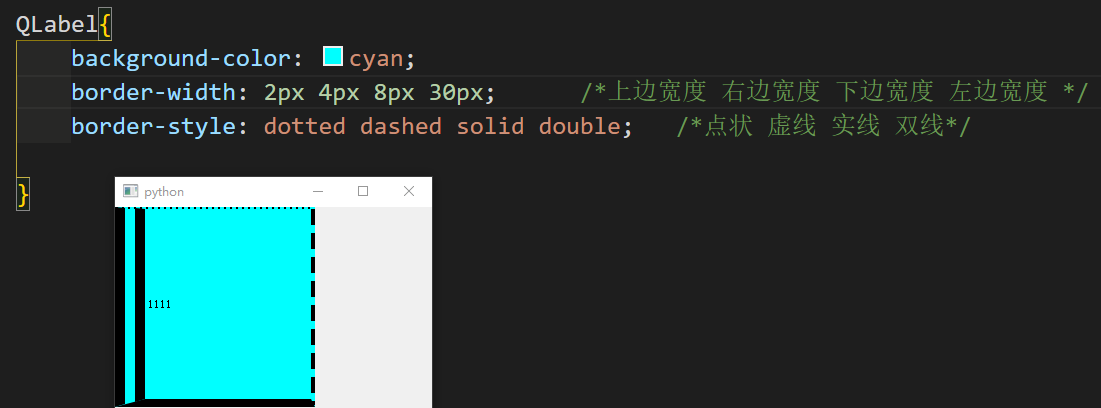 QLabel{
background-color: cyan;
border-width: 2px 4px 8px 30px; /*上边宽度 右边宽度 下边宽度 左边宽度 */
border-style: dotted dashed solid double; /*点状 虚线 实线 双线*/
}
python
1111